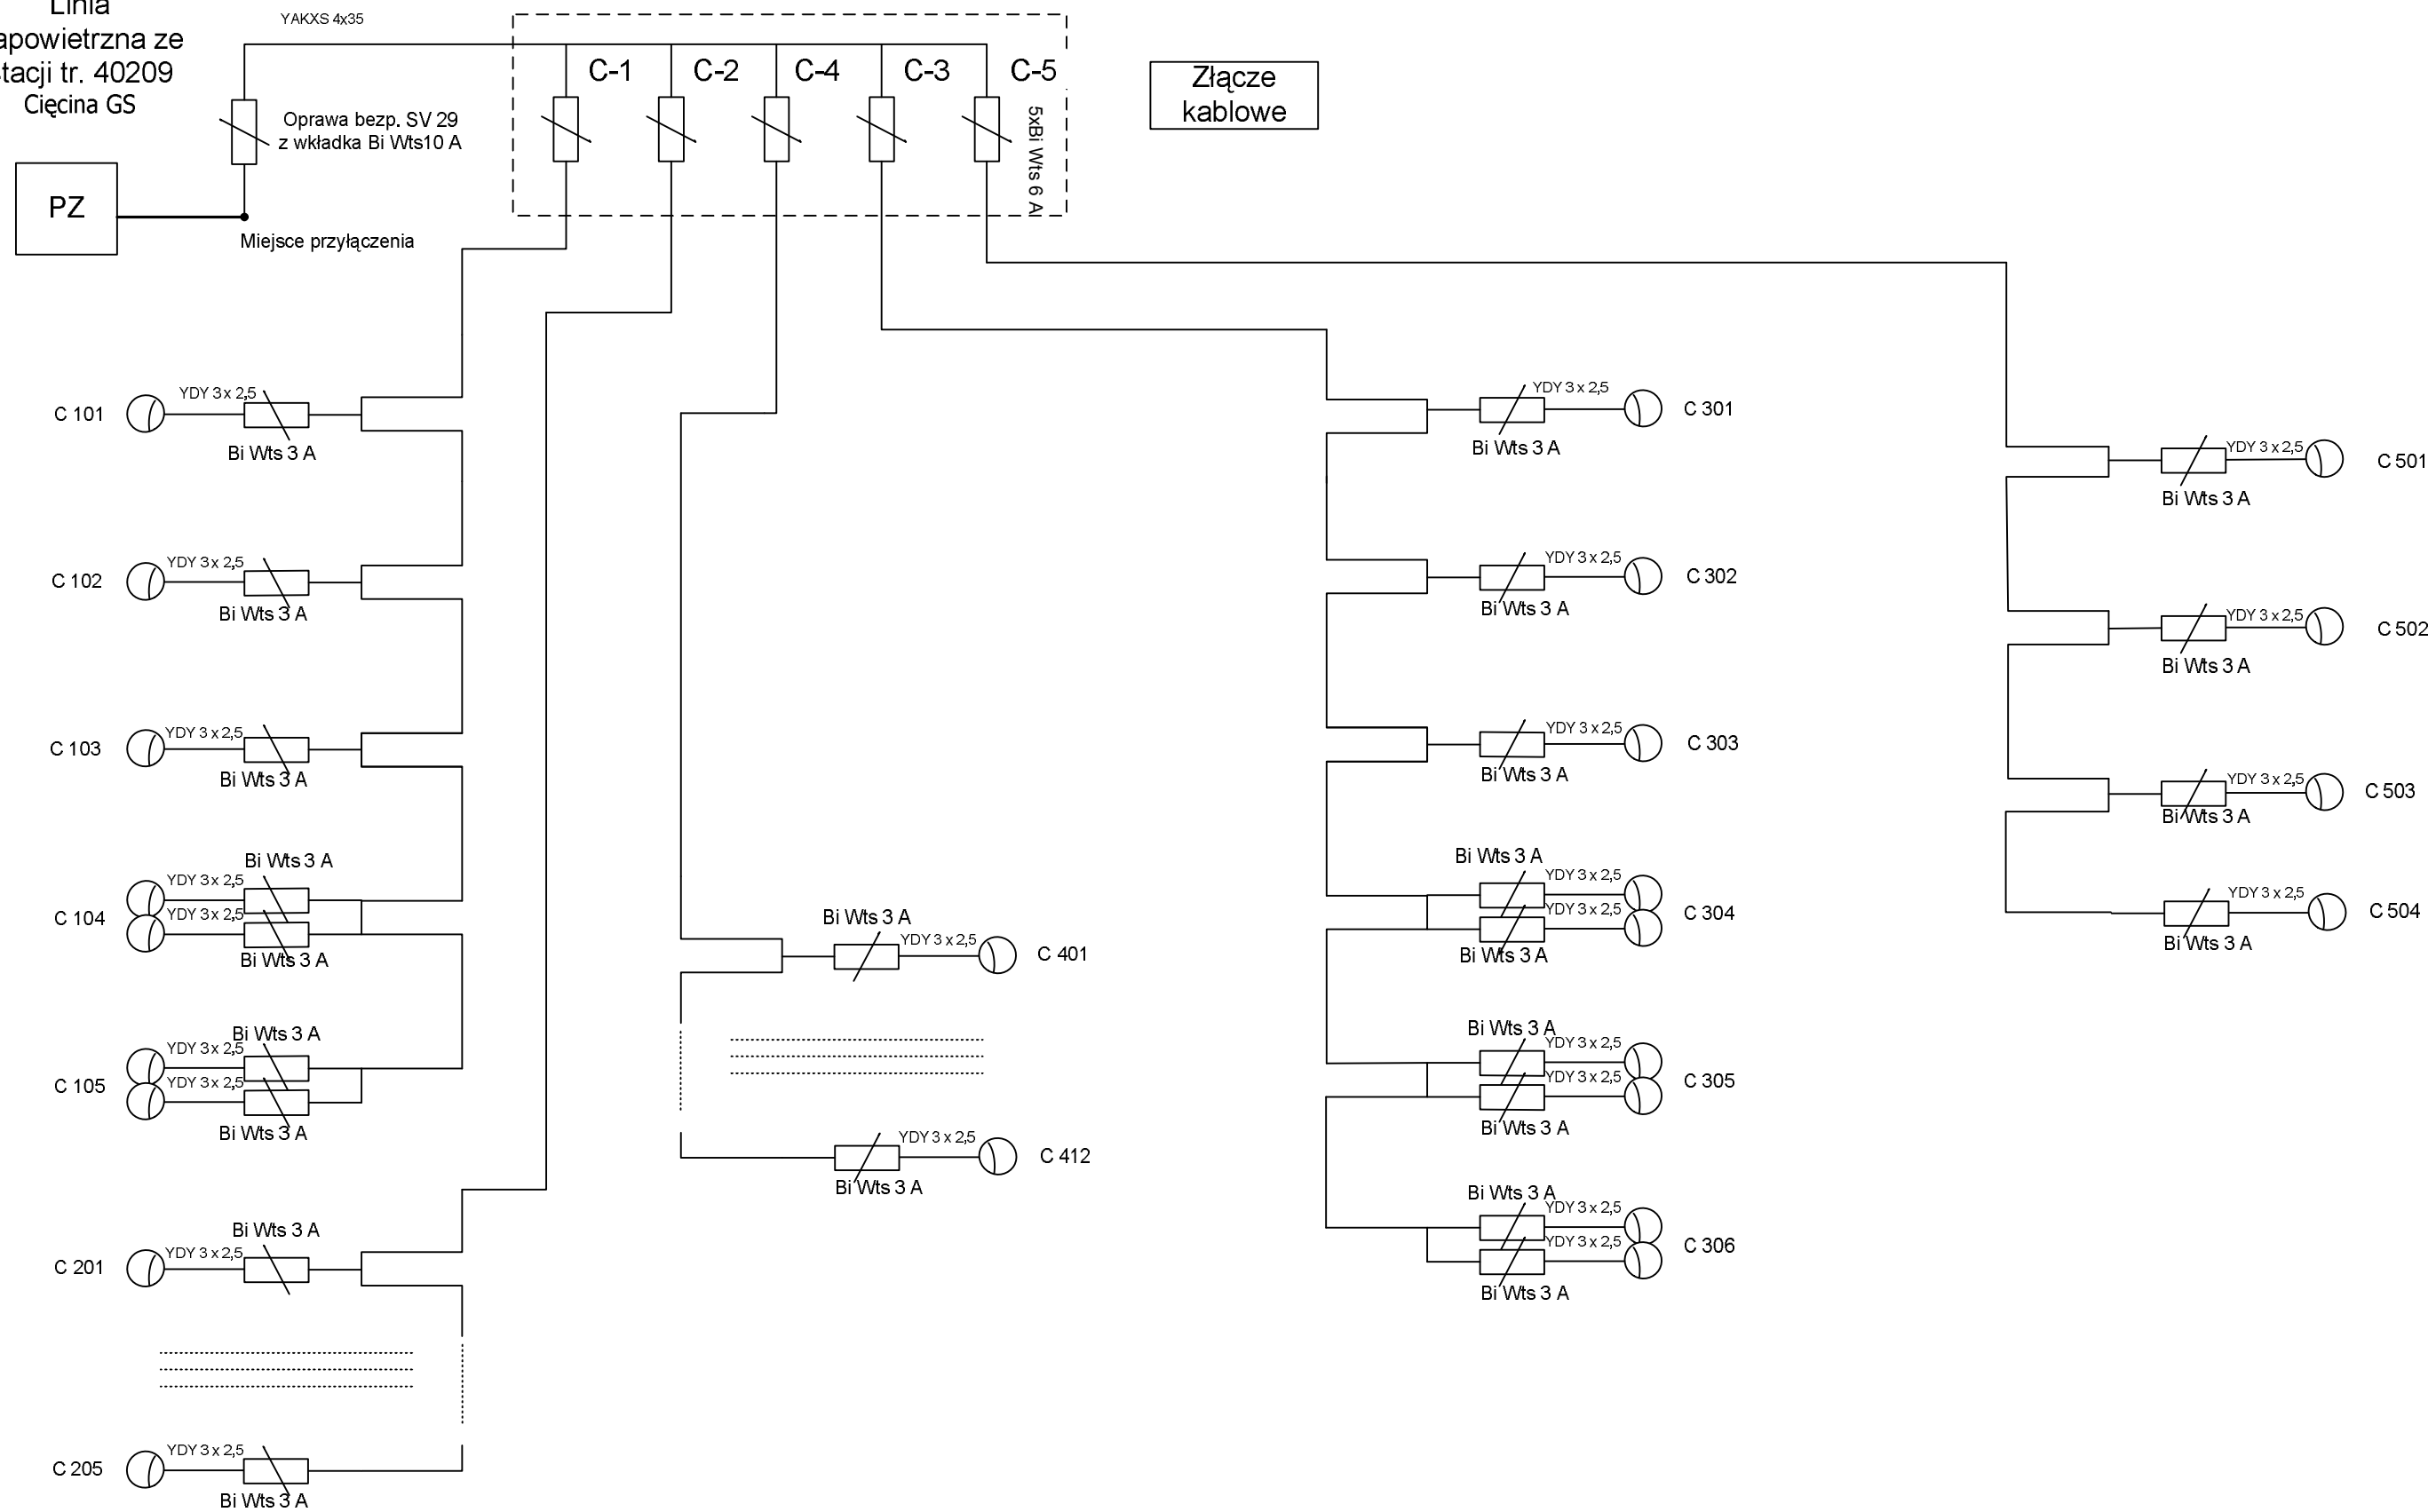 Linia
apowietrzna ze
tacji tr. 40209
Cięcina GS
YAKXS 4x35
Oprawa bezp. SV 29
z wkładka Bi Wts10 A
PZ
Miejsce przyłączenia
C-1
C-2
C-4
C-3
C-5
5xBi Wts 6 A
Złącze
kablowe
C 101
YDY 3 x 2,5
Bi Wts 3 A
C 102
YDY 3 x 2,5
Bi Wts 3 A
C 103
YDY 3 x 2,5
Bi Wts 3 A
Bi Wts 3 A
YDY 3 x 2,5
C 104
YDY 3 x 2,5
Bi Wts 3 A
Bi Wts 3 A
YDY 3 x 2,5
C 105
YDY 3 x 2,5
Bi Wts 3 A
Bi Wts 3 A
YDY 3 x 2,5
C 201
YDY 3 x 2,5
C 205
Bi Wts 3 A
Bi Wts 3 A
YDY 3 x 2,5
C 401
YDY 3 x 2,5
C 412
Bi Wts 3 A
YDY 3 x 2,5
C 301
Bi Wts 3 A
YDY 3 x 2,5
C 302
Bi Wts 3 A
YDY 3 x 2,5
C 303
Bi Wts 3 A
Bi Wts 3 A
YDY 3 x 2,5
C 304
YDY 3 x 2,5
Bi Wts 3 A
Bi Wts 3 A
YDY 3 x 2,5
C 305
YDY 3 x 2,5
Bi Wts 3 A
Bi Wts 3 A
YDY 3 x 2,5
C 306
YDY 3 x 2,5
Bi Wts 3 A
YDY 3 x 2,5
C 501
Bi Wts 3 A
YDY 3 x 2,5
C 502
Bi Wts 3 A
YDY 3 x 2,5
C 503
Bi Wts 3 A
YDY 3 x 2,5
C 504
Bi Wts 3 A